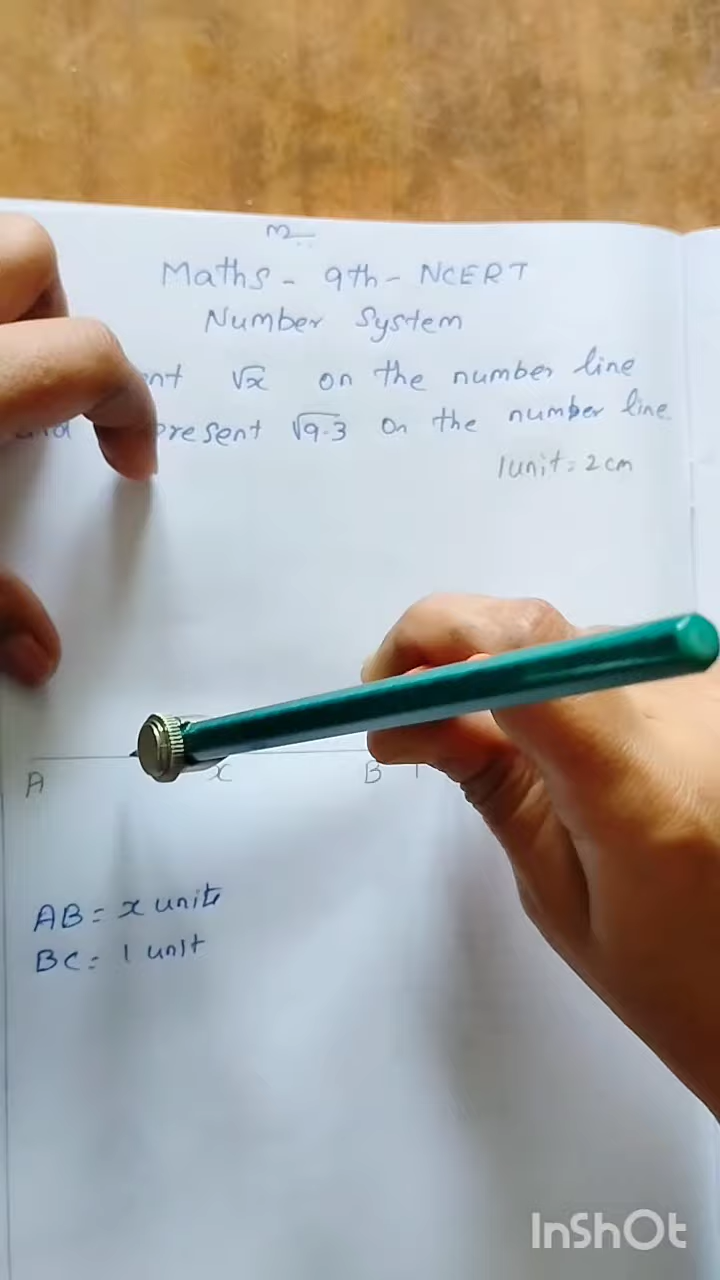 Maths - 9th - NCERT
Number System
√x on the number line
√9.3 on the number line
1unit = 2cm
A x B 1
AB = x units
BC = 1 unit
InShOt